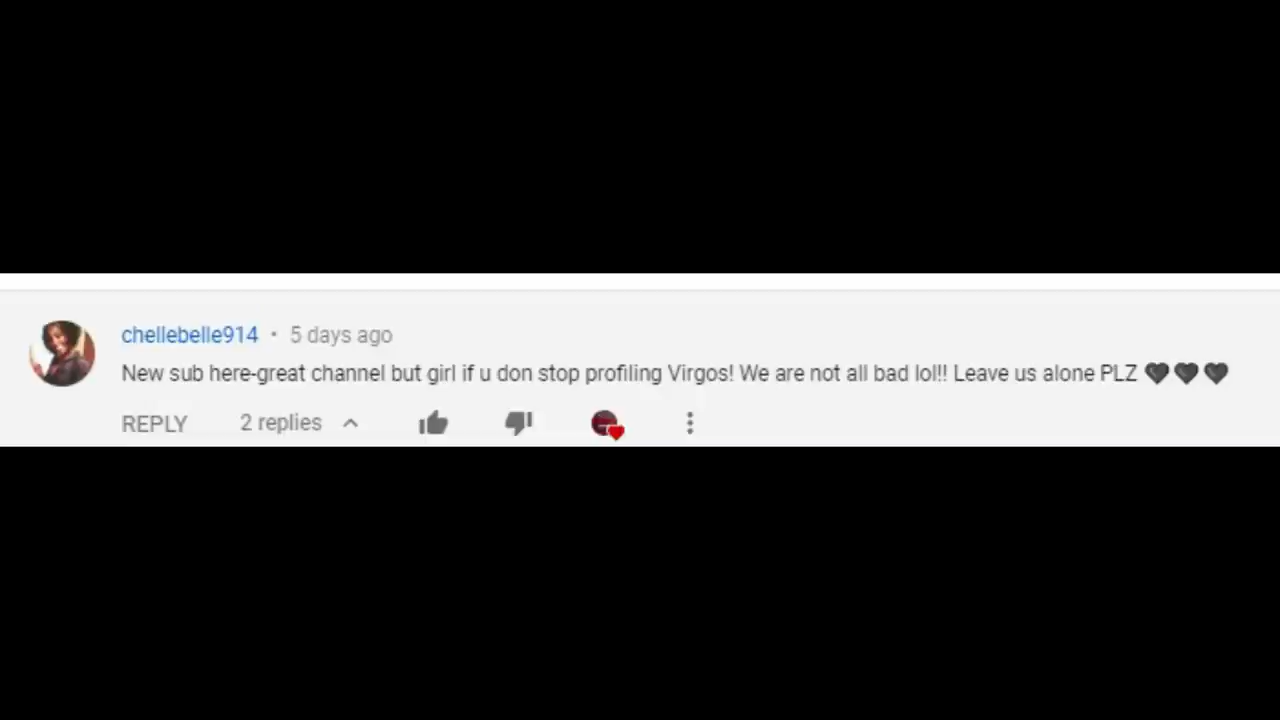 chellebelle914 • 5 days ago
New sub here-great channel but girl if u don stop profiling Virgos! We are not all bad lol!! Leave us alone PLZ 🖤🖤🖤
REPLY 2 replies